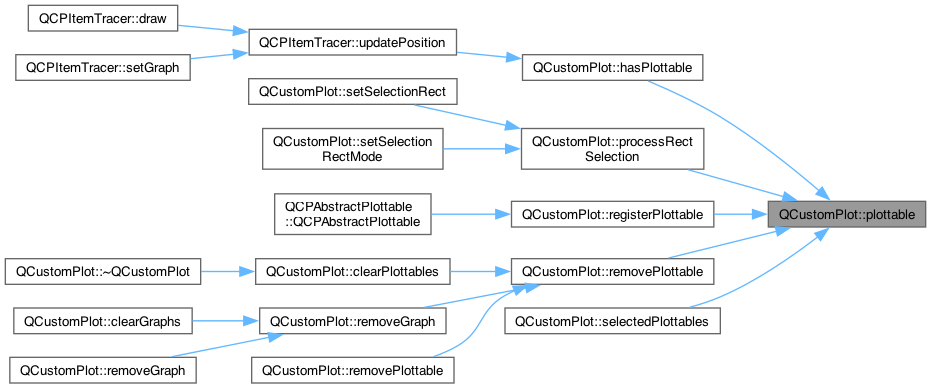 QCPItemTracer::draw
QCPItemTracer::updatePosition
QCPItemTracer::setGraph
QCustomPlot::hasPlottable
QCustomPlot::setSelectionRect
QCustomPlot::setSelection
RectMode
QCustomPlot::processRect
Selection
QCPAbstractPlottable
::QCPAbstractPlottable
QCustomPlot::registerPlottable
QCustomPlot::plottable
QCustomPlot::~QCustomPlot
QCustomPlot::clearPlottables
QCustomPlot::removePlottable
QCustomPlot::clearGraphs
QCustomPlot::removeGraph
QCustomPlot::selectedPlottables
QCustomPlot::removeGraph
QCustomPlot::removePlottable